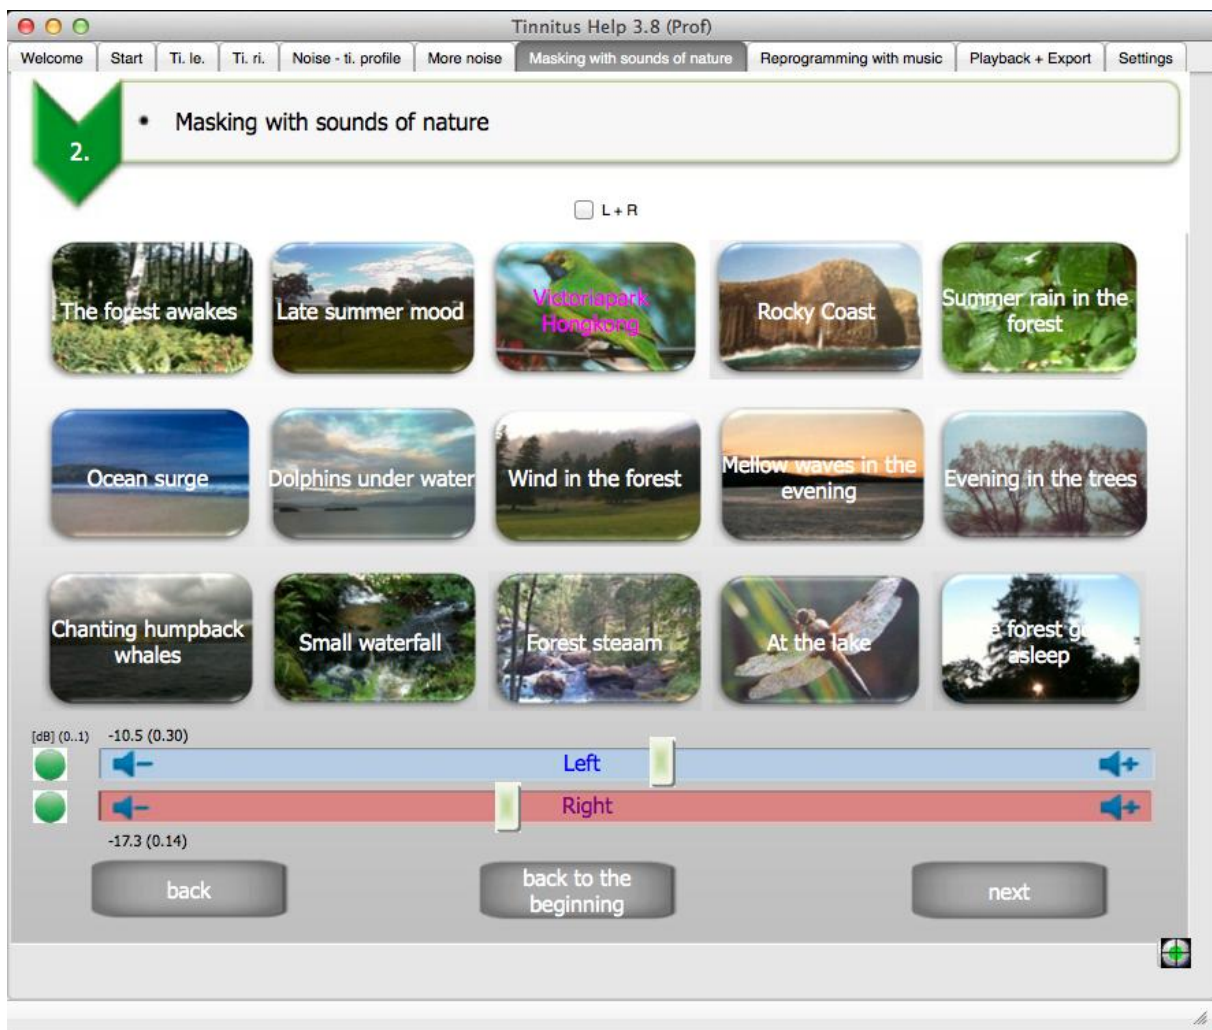 Tinnitus Help 3.8 (Prof)
Welcome Start Ti. le. Ti. ri. Noise - ti. profile More noise Masking with sounds of nature Reprogramming with music Playback + Export Settings
2.
• Masking with sounds of nature
L + R
The forest awakes
Late summer mood
Victoriapark
Hongkong
Rocky Coast
Summer rain in the
forest
Ocean surge
Dolphins under water
Wind in the forest
Mellow waves in the
evening
Evening in the trees
Chanting humpback
whales
Small waterfall
Forest steaam
At the lake
forest
asleep
[dB] (0..1) -10.5 (0.30)
Left
Right
-17.3 (0.14)
back
back to the
beginning
next